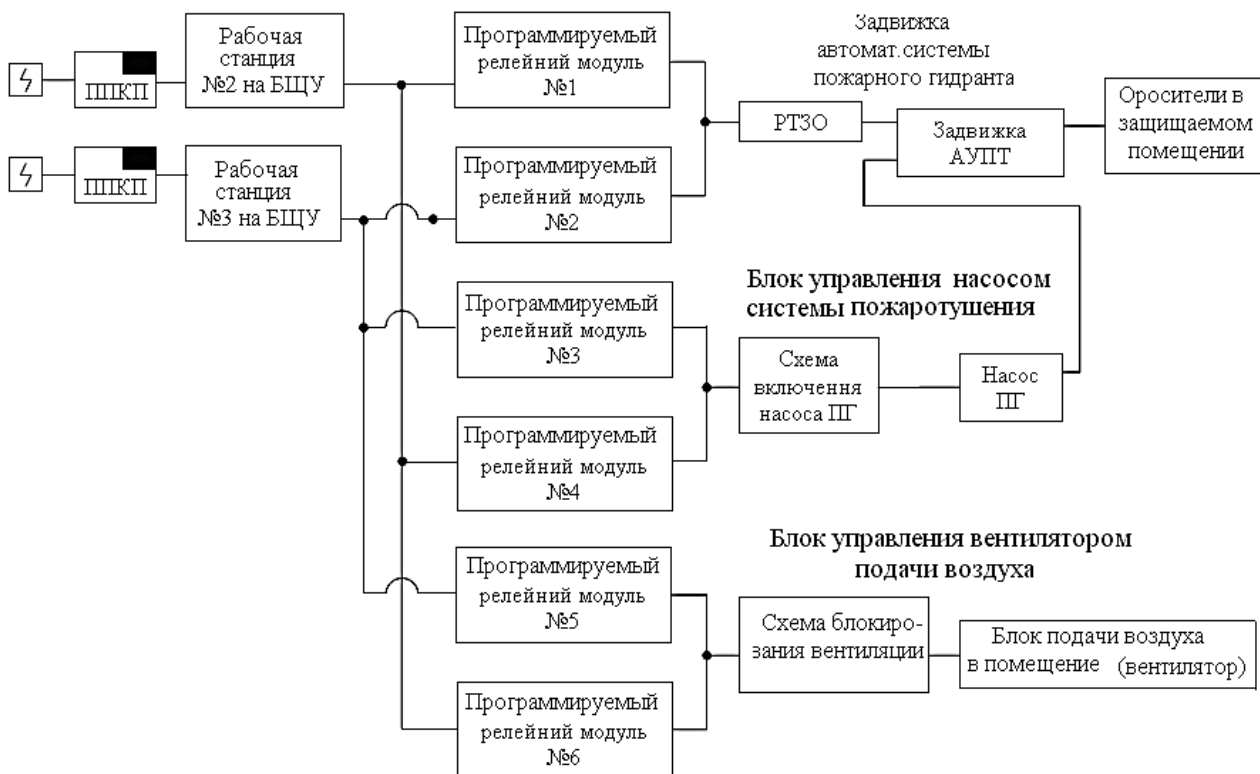 ППКП
Рабочая
станция
№2 на БЩУ
ППКП
Рабочая
станция
№3 на БЩУ
Программируемый
релейний модуль
№1
Программируемый
релейний модуль
№2
Программируемый
релейний модуль
№3
Программируемый
релейний модуль
№4
Программируемый
релейний модуль
№5
Программируемый
релейний модуль
№6
Задвижка
автомат.системы
пожарного гидранта
РТЗО
Задвижка
АУПТ
Оросители в
защищаемом
помещении
Блок управления насосом
системы пожаротушения
Схема
включення
насоса ПГ
Насос
ПГ
Блок управления вентилятором
подачи воздуха
Схема блокиро-
вания вентиляции
Блок подачи воздуха
в помещение (вентилятор)